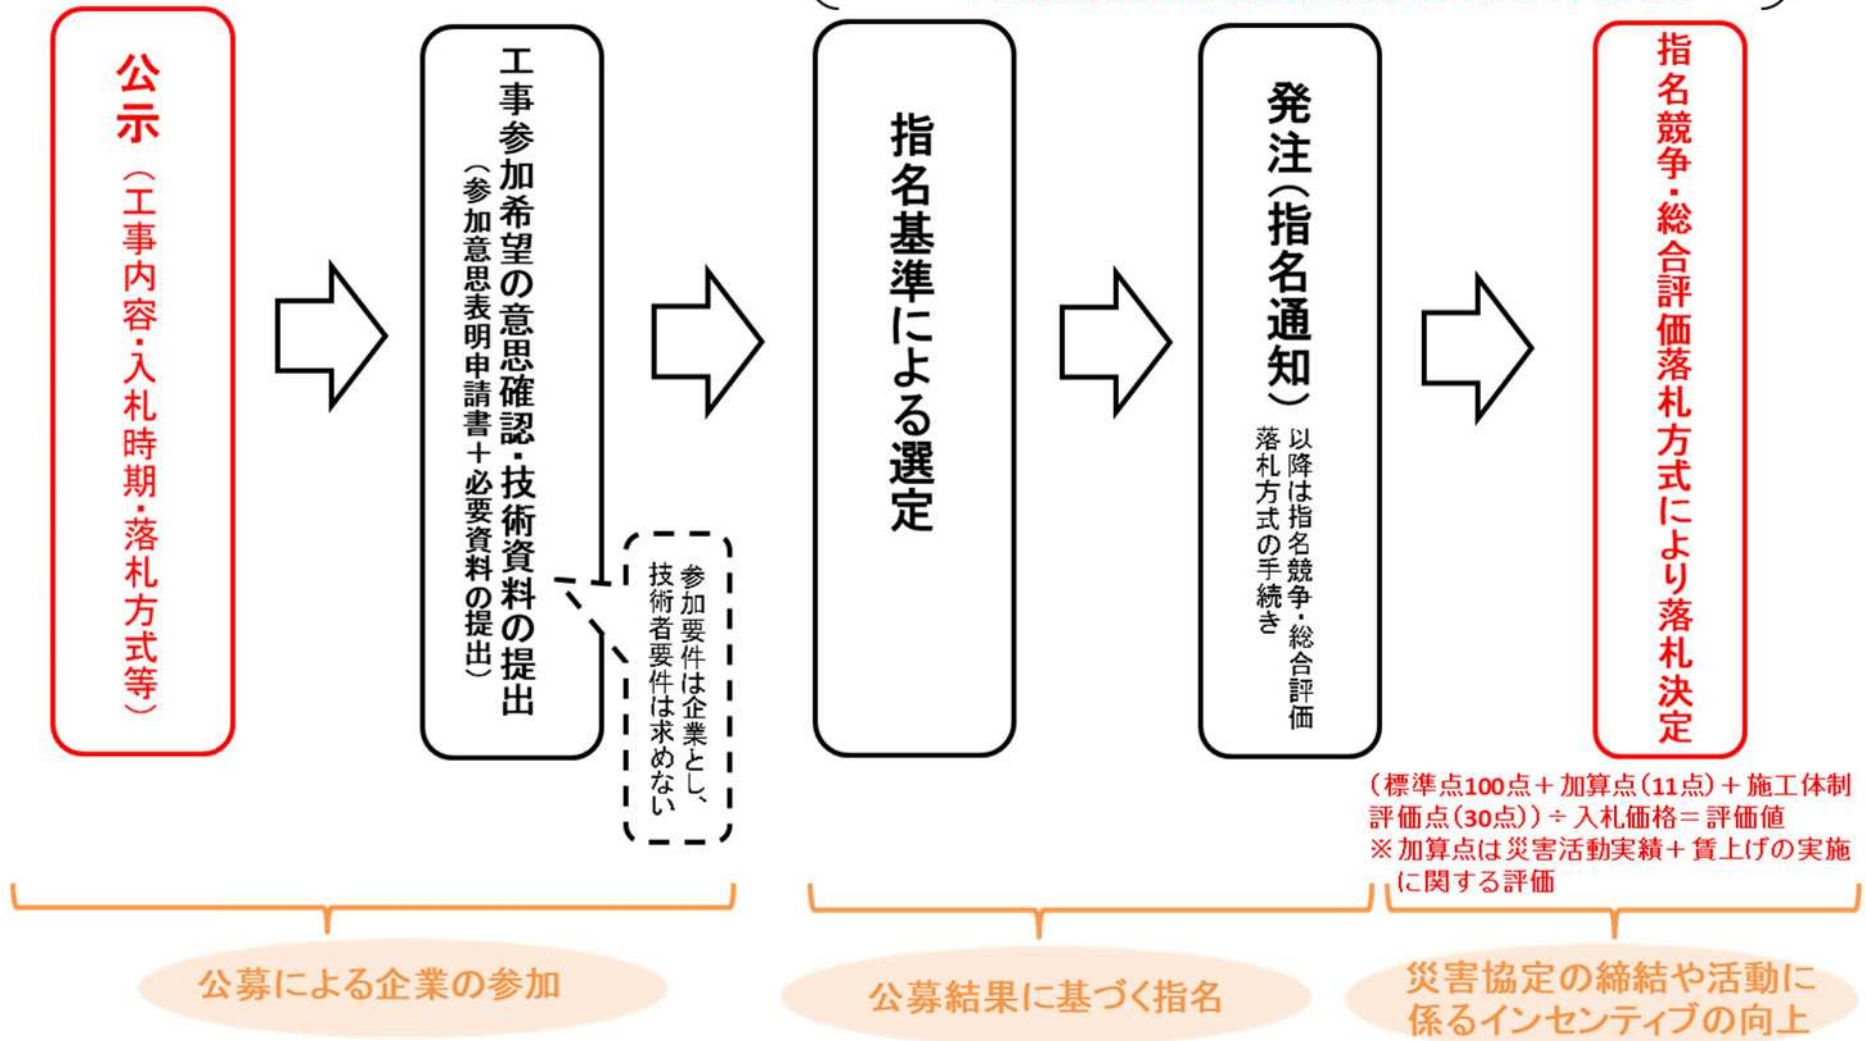 公示(工事内容・入札時期・落札方式等)
工事参加希望の意思確認・技術資料の提出
(参加意思表明申請書＋必要資料の提出)
参加要件は企業とし、
技術者要件は求めない
指名基準による選定
発注(指名通知)
以降は指名競争・総合評価
落札方式の手続き
指名競争・総合評価落札方式により落札決定
(標準点100点＋加算点(11点)＋施工体制
評価点(30点))÷入札価格＝評価値
※加算点は災害活動実績＋賃上げの実施
に関する評価
公募による企業の参加
公募結果に基づく指名
災害協定の締結や活動に
係るインセンティブの向上